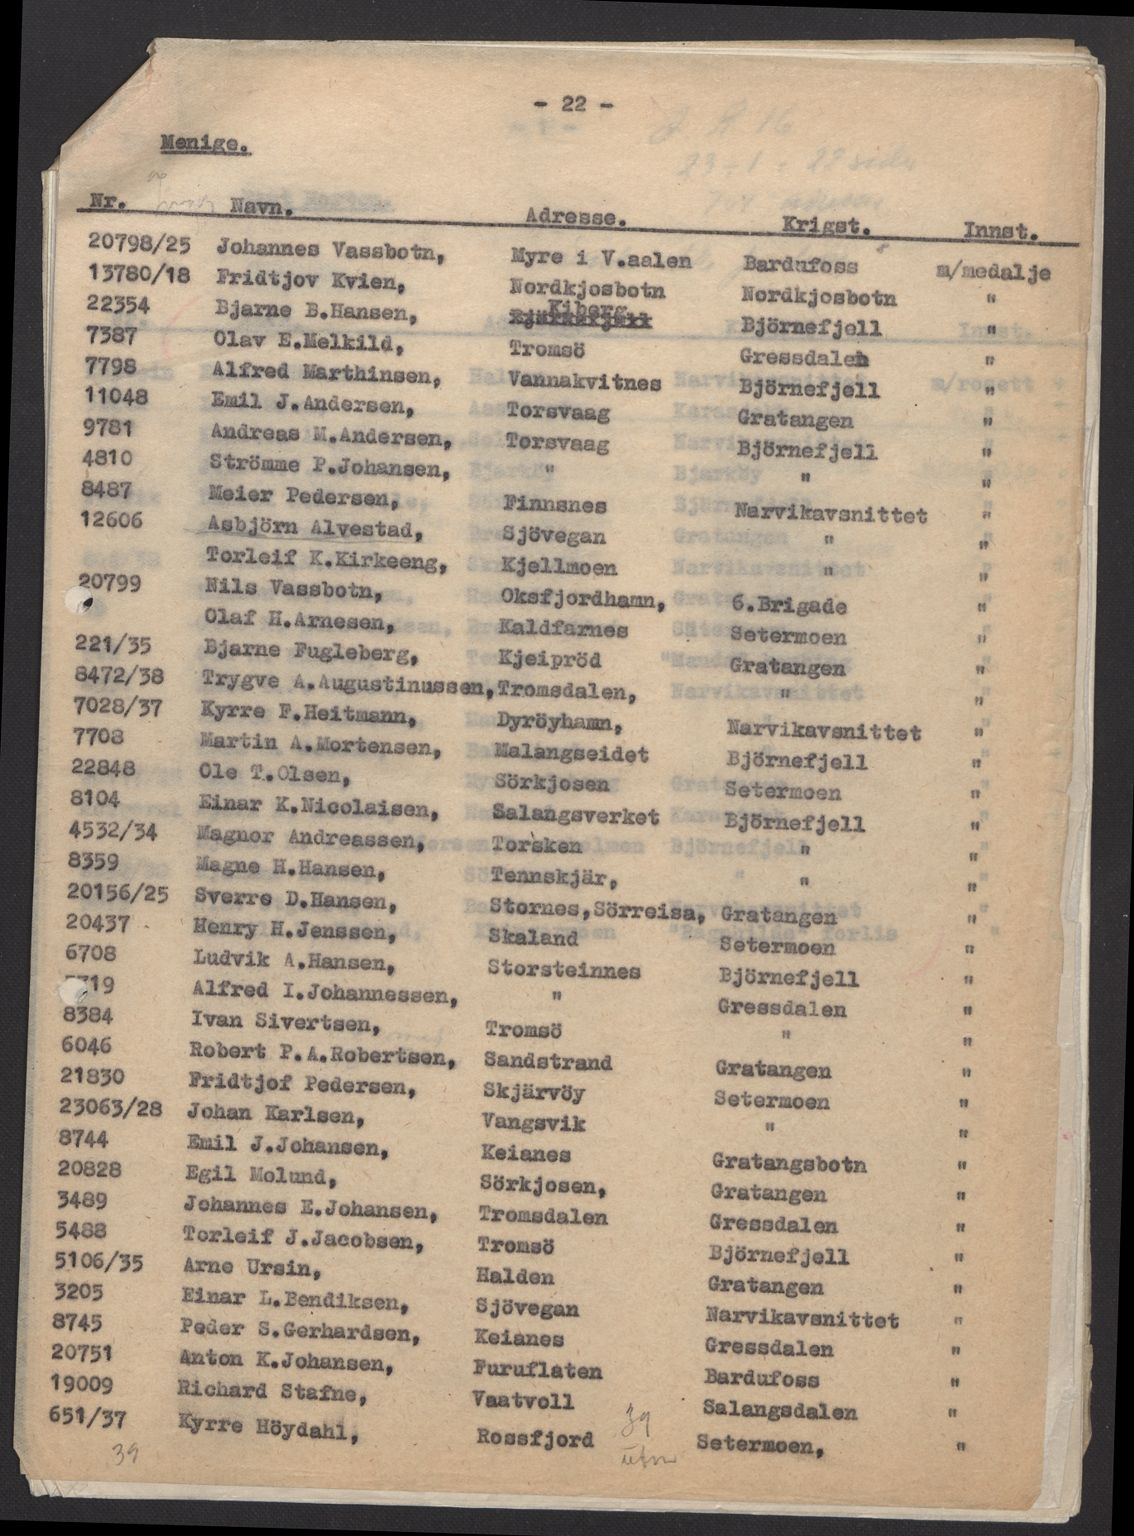 - 22 -
Menige.
Nr. Navn. Adresse. Krigst. Innst.
20798/25 Johannes Vassbotn, Myre i V.aalen Bardufoss m/medalje
13780/18 Fridtjov Kvien, Nordkjosbotn Nordkjosbotn "
22354 Bjarne B.Hansen, Kiberg Björnefjell "
7387 Olav E.Melkild, Tromsö Gressdalen "
7798 Alfred Marthinsen, Vannakvitnes Björnefjell "
11048 Emil J.Andersen, Torsvaag Gratangen "
9781 Andreas M.Andersen, Torsvaag Björnefjell "
4810 Strömme P.Johansen, " " "
8487 Meier Pedersen, Finnsnes Narvikavsnittet "
12606 Asbjörn Alvestad, Sjövegan " "
Torleif K.Kirkeeng, Kjellmoen " "
20799 Nils Vassbotn, Oksfjordhamn, 6.Brigade "
Olaf H.Arnesen, Kaldfarnes Setermoen "
221/35 Bjarne Fugleberg, Kjeipröd Gratangen "
8472/38 Trygve A.Augustinussen, Tromsdalen, " "
7028/37 Kyrre F.Heitmann, Dyröyhamn, Narvikavsnittet "
7708 Martin A.Mortensen, Malangseidet Björnefjell "
22848 Ole T.Olsen, Sörkjosen Setermoen "
8104 Einar K.Nicolaisen, Salangsverket Björnefjell "
4532/34 Magnor Andreassen, Torsken " "
8359 Magne H.Hansen, Tennskjär, " "
20156/25 Sverre D.Hansen, Stornes,Sörreisa, Gratangen "
20437 Henry H.Jenssen, Skaland Setermoen "
6708 Ludvik A.Hansen, Storsteinnes Björnefjell "
719 Alfred I.Johannessen, " Gressdalen "
8384 Ivan Sivertsen, Tromsö " "
6046 Robert P.A.Robertsen, Sandstrand Gratangen "
21830 Fridtjof Pedersen, Skjärvöy Setermoen "
23063/28 Johan Karlsen, Vangsvik " "
8744 Emil J.Johansen, Keianes Gratangsbotn "
20828 Egil Molund, Sörkjosen, Gratangen "
3489 Johannes E.Johansen, Tromsdalen Gressdalen "
5488 Torleif J.Jacobsen, Tromsö Björnefjell "
5106/35 Arne Ursin, Halden Gratangen "
3205 Einar L.Bendiksen, Sjövegan Narvikavsnittet "
8745 Peder S.Gerhardsen, Keianes Gressdalen "
20751 Anton K.Johansen, Furuflaten Bardufoss "
19009 Richard Stafne, Vaatvoll Salangsdalen "
651/37 Kyrre Höydahl, Rossfjord Setermoen, "
39 39